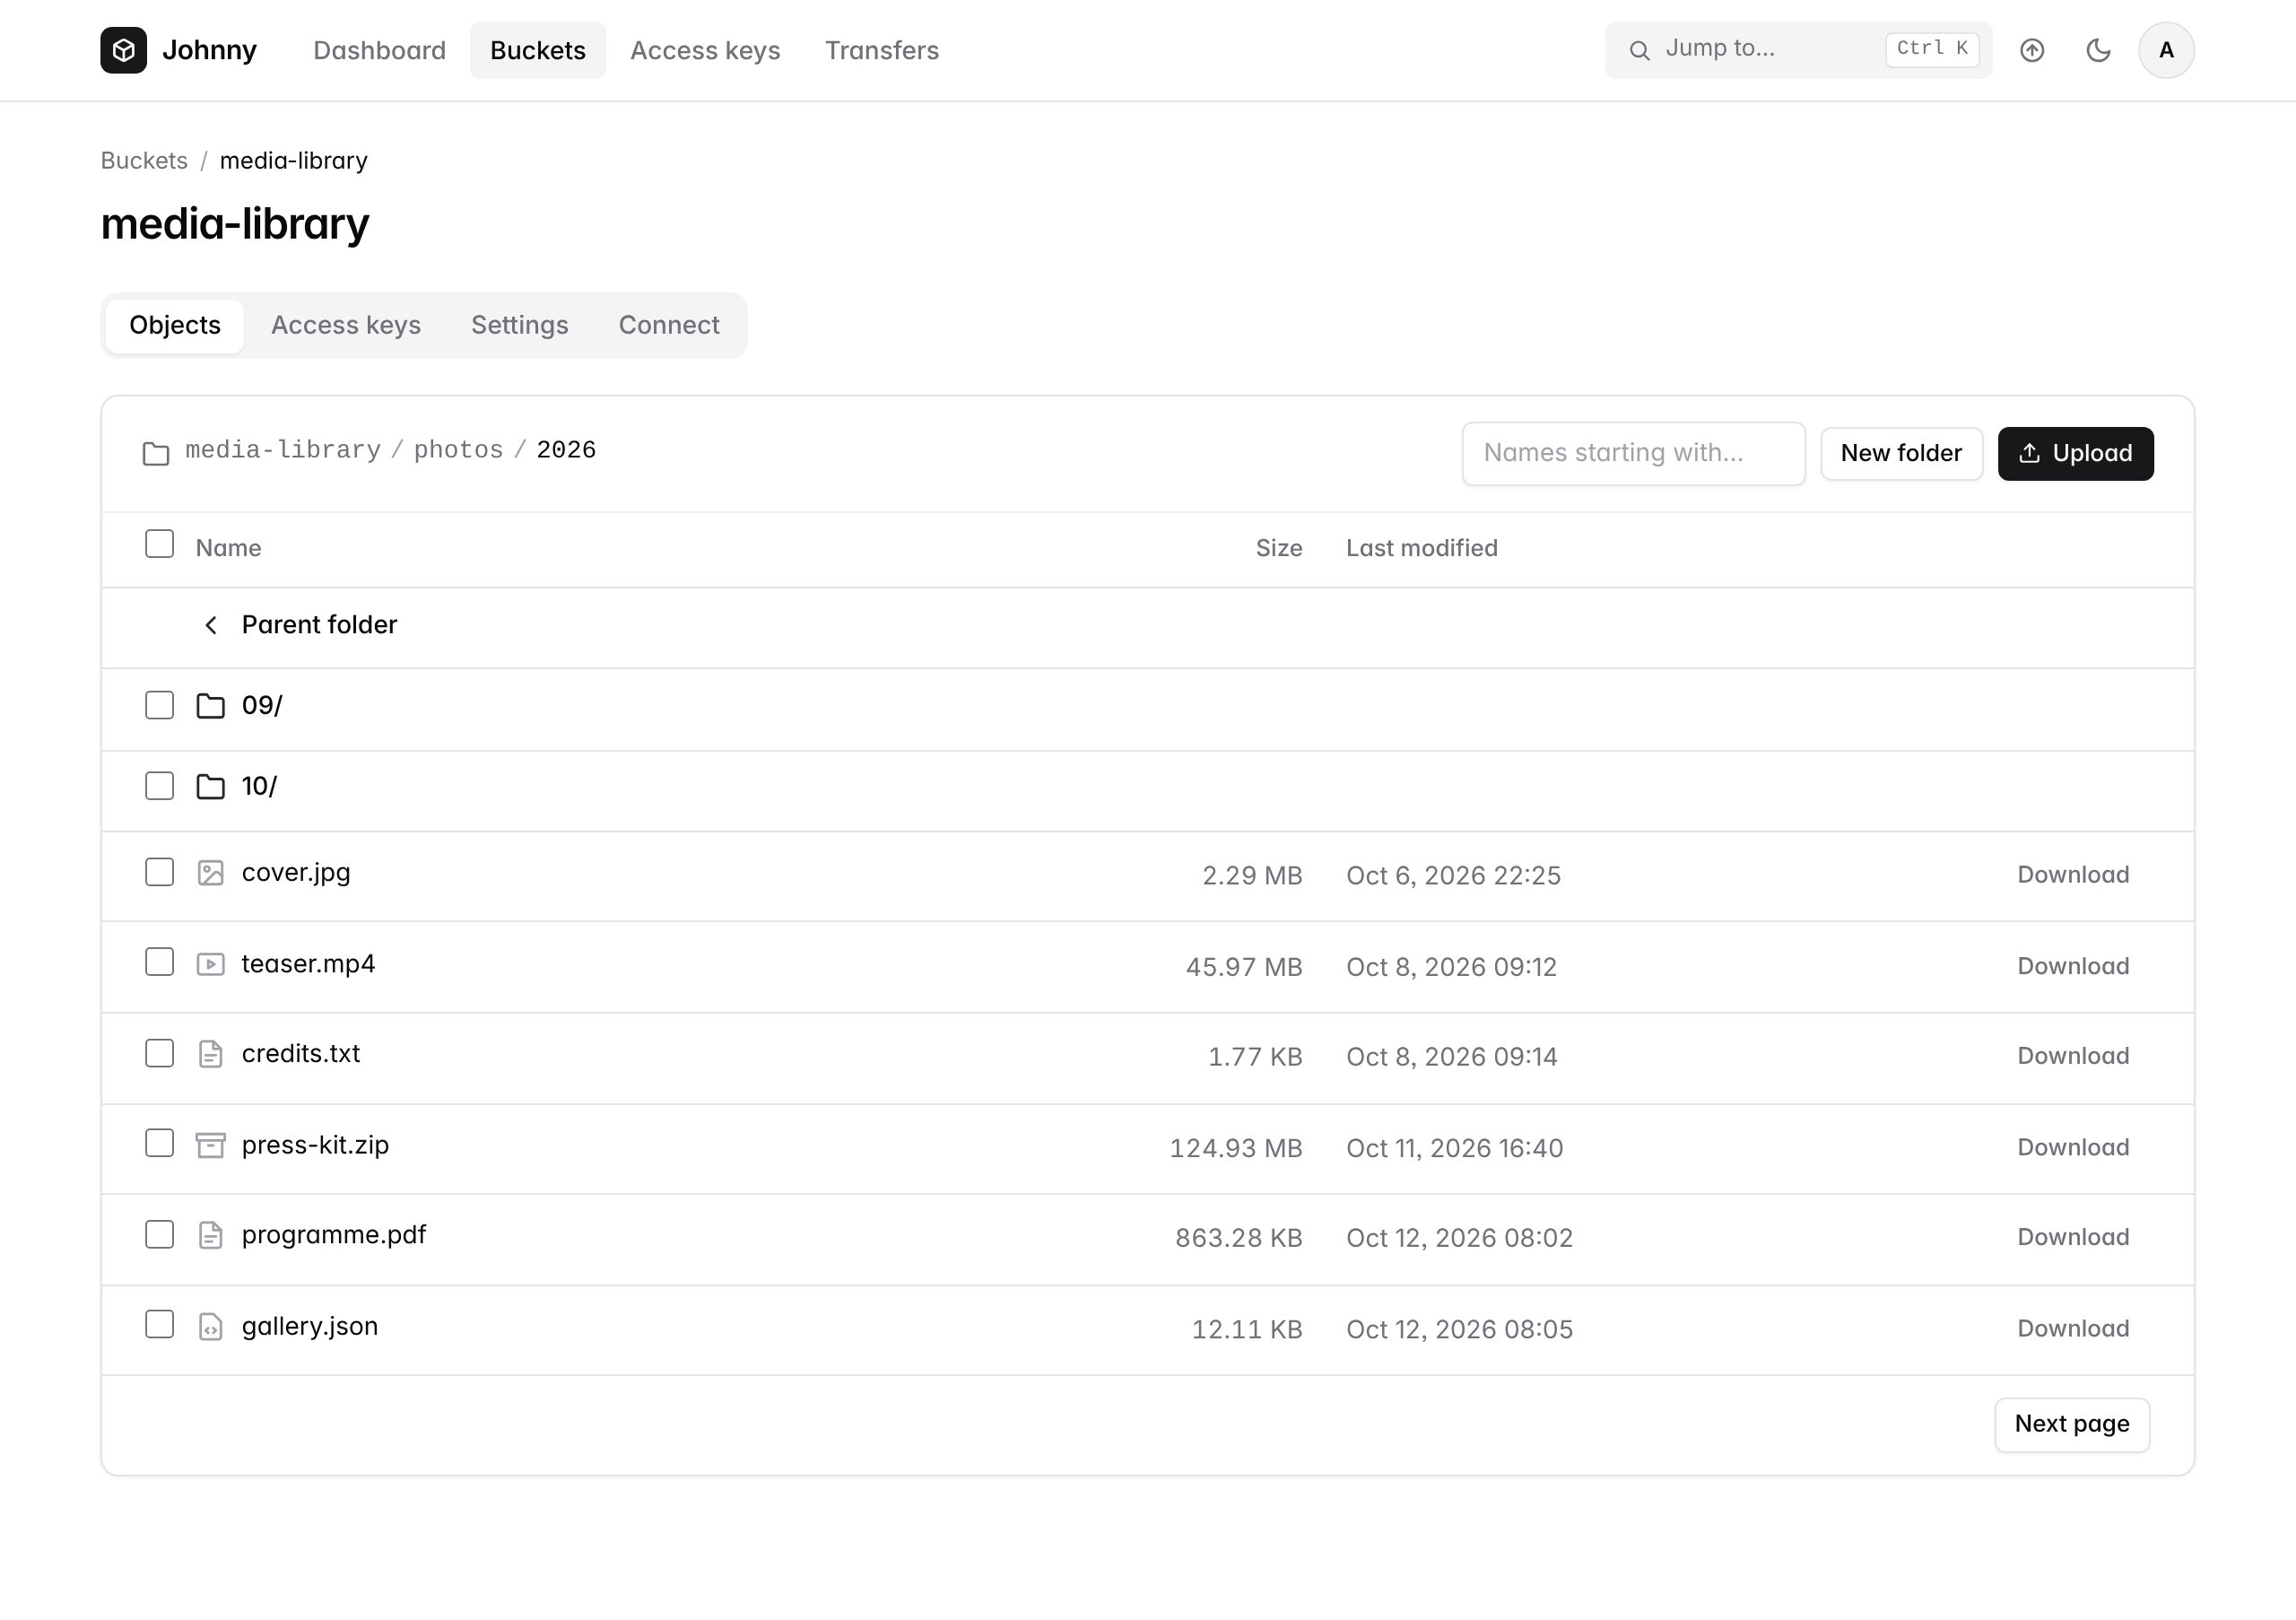 Johnny Dashboard Buckets Access keys Transfers Jump to... Ctrl K A
Buckets / media-library
media-library
Objects Access keys Settings Connect
media-library / photos / 2026 Names starting with... New folder Upload
Name Size Last modified
Parent folder
09/
10/
cover.jpg 2.29 MB Oct 6, 2026 22:25 Download
teaser.mp4 45.97 MB Oct 8, 2026 09:12 Download
credits.txt 1.77 KB Oct 8, 2026 09:14 Download
press-kit.zip 124.93 MB Oct 11, 2026 16:40 Download
programme.pdf 863.28 KB Oct 12, 2026 08:02 Download
gallery.json 12.11 KB Oct 12, 2026 08:05 Download
Next page